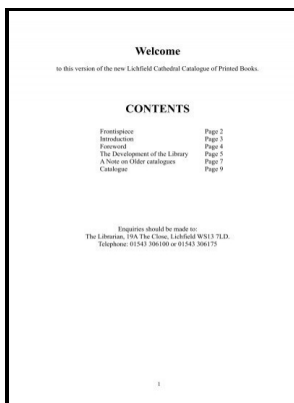 Welcome
to this version of the new Lichfield Cathedral Catalogue of Printed Books.
CONTENTS
Frontispiece Page 2
Introduction Page 3
Foreword Page 4
The Development of the Library Page 5
A Note on Older catalogues Page 7
Catalogue Page 9
Enquiries should be made to:
The Librarian, 19A The Close, Lichfield WS13 7LD.
Telephone: 01543 306100 or 01543 306175
1